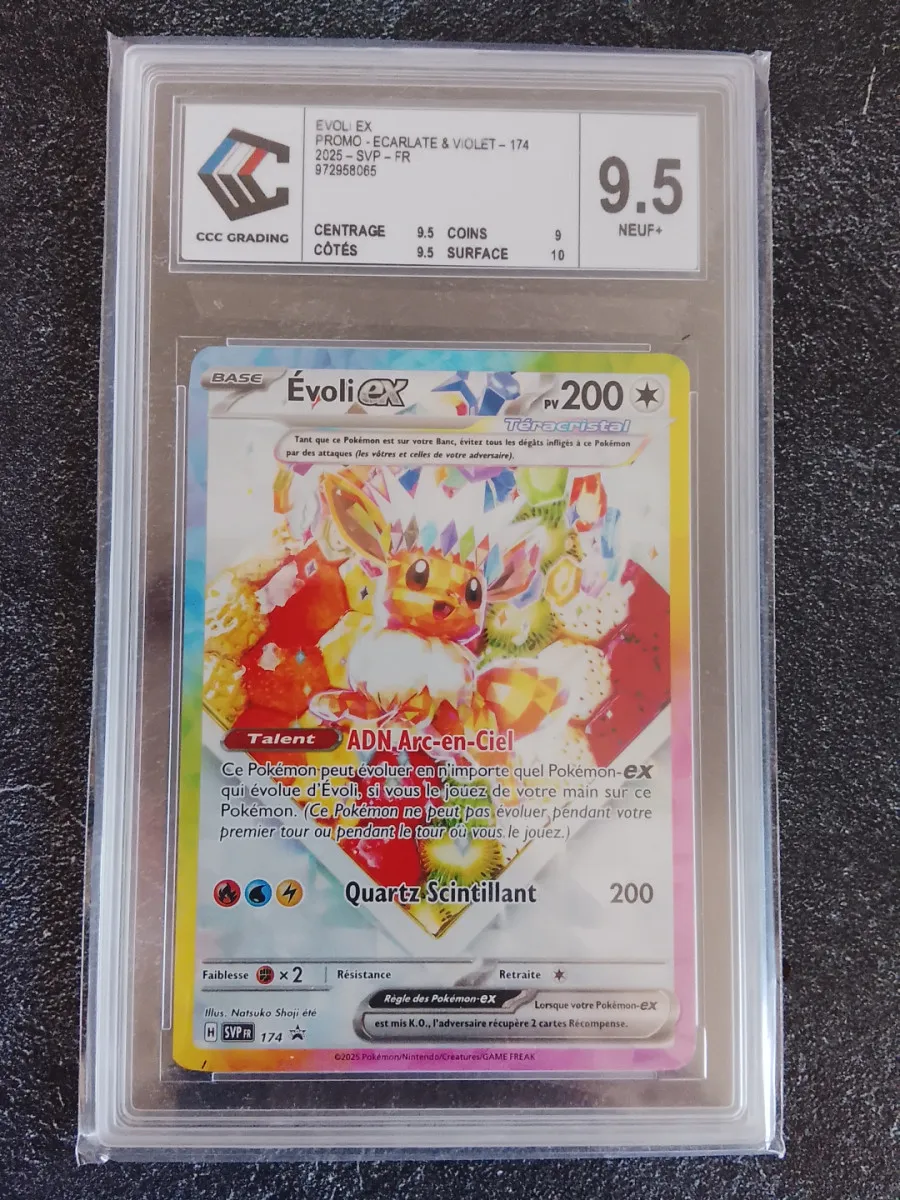 EVOLI EX
PROMO - ECARLATE & VIOLET – 174
2025 – SVP – FR
972958065
CCC GRADING
CENTRAGE 9.5 COINS 9
CÔTÉS 9.5 SURFACE 10
9.5
NEUF+
BASE Évoli ex PV 200
Téracristal
Tant que ce Pokémon est sur votre Banc, évitez tous les dégâts infligés à ce Pokémon
par des attaques (les vôtres et celles de votre adversaire).
Talent ADN Arc-en-Ciel
Ce Pokémon peut évoluer en n'importe quel Pokémon-ex
qui évolue d'Évoli, si vous le jouez de votre main sur ce
Pokémon. (Ce Pokémon ne peut pas évoluer pendant votre
premier tour ou pendant le tour où vous le jouez.)
Quartz Scintillant 200
Faiblesse ×2 Résistance Retraite
Règle des Pokémon-ex Lorsque votre Pokémon-ex
est mis K.O., l'adversaire récupère 2 cartes Récompense.
Illus. Natsuko Shoji été
H SVP FR 174
©2025 Pokémon/Nintendo/Creatures/GAME FREAK